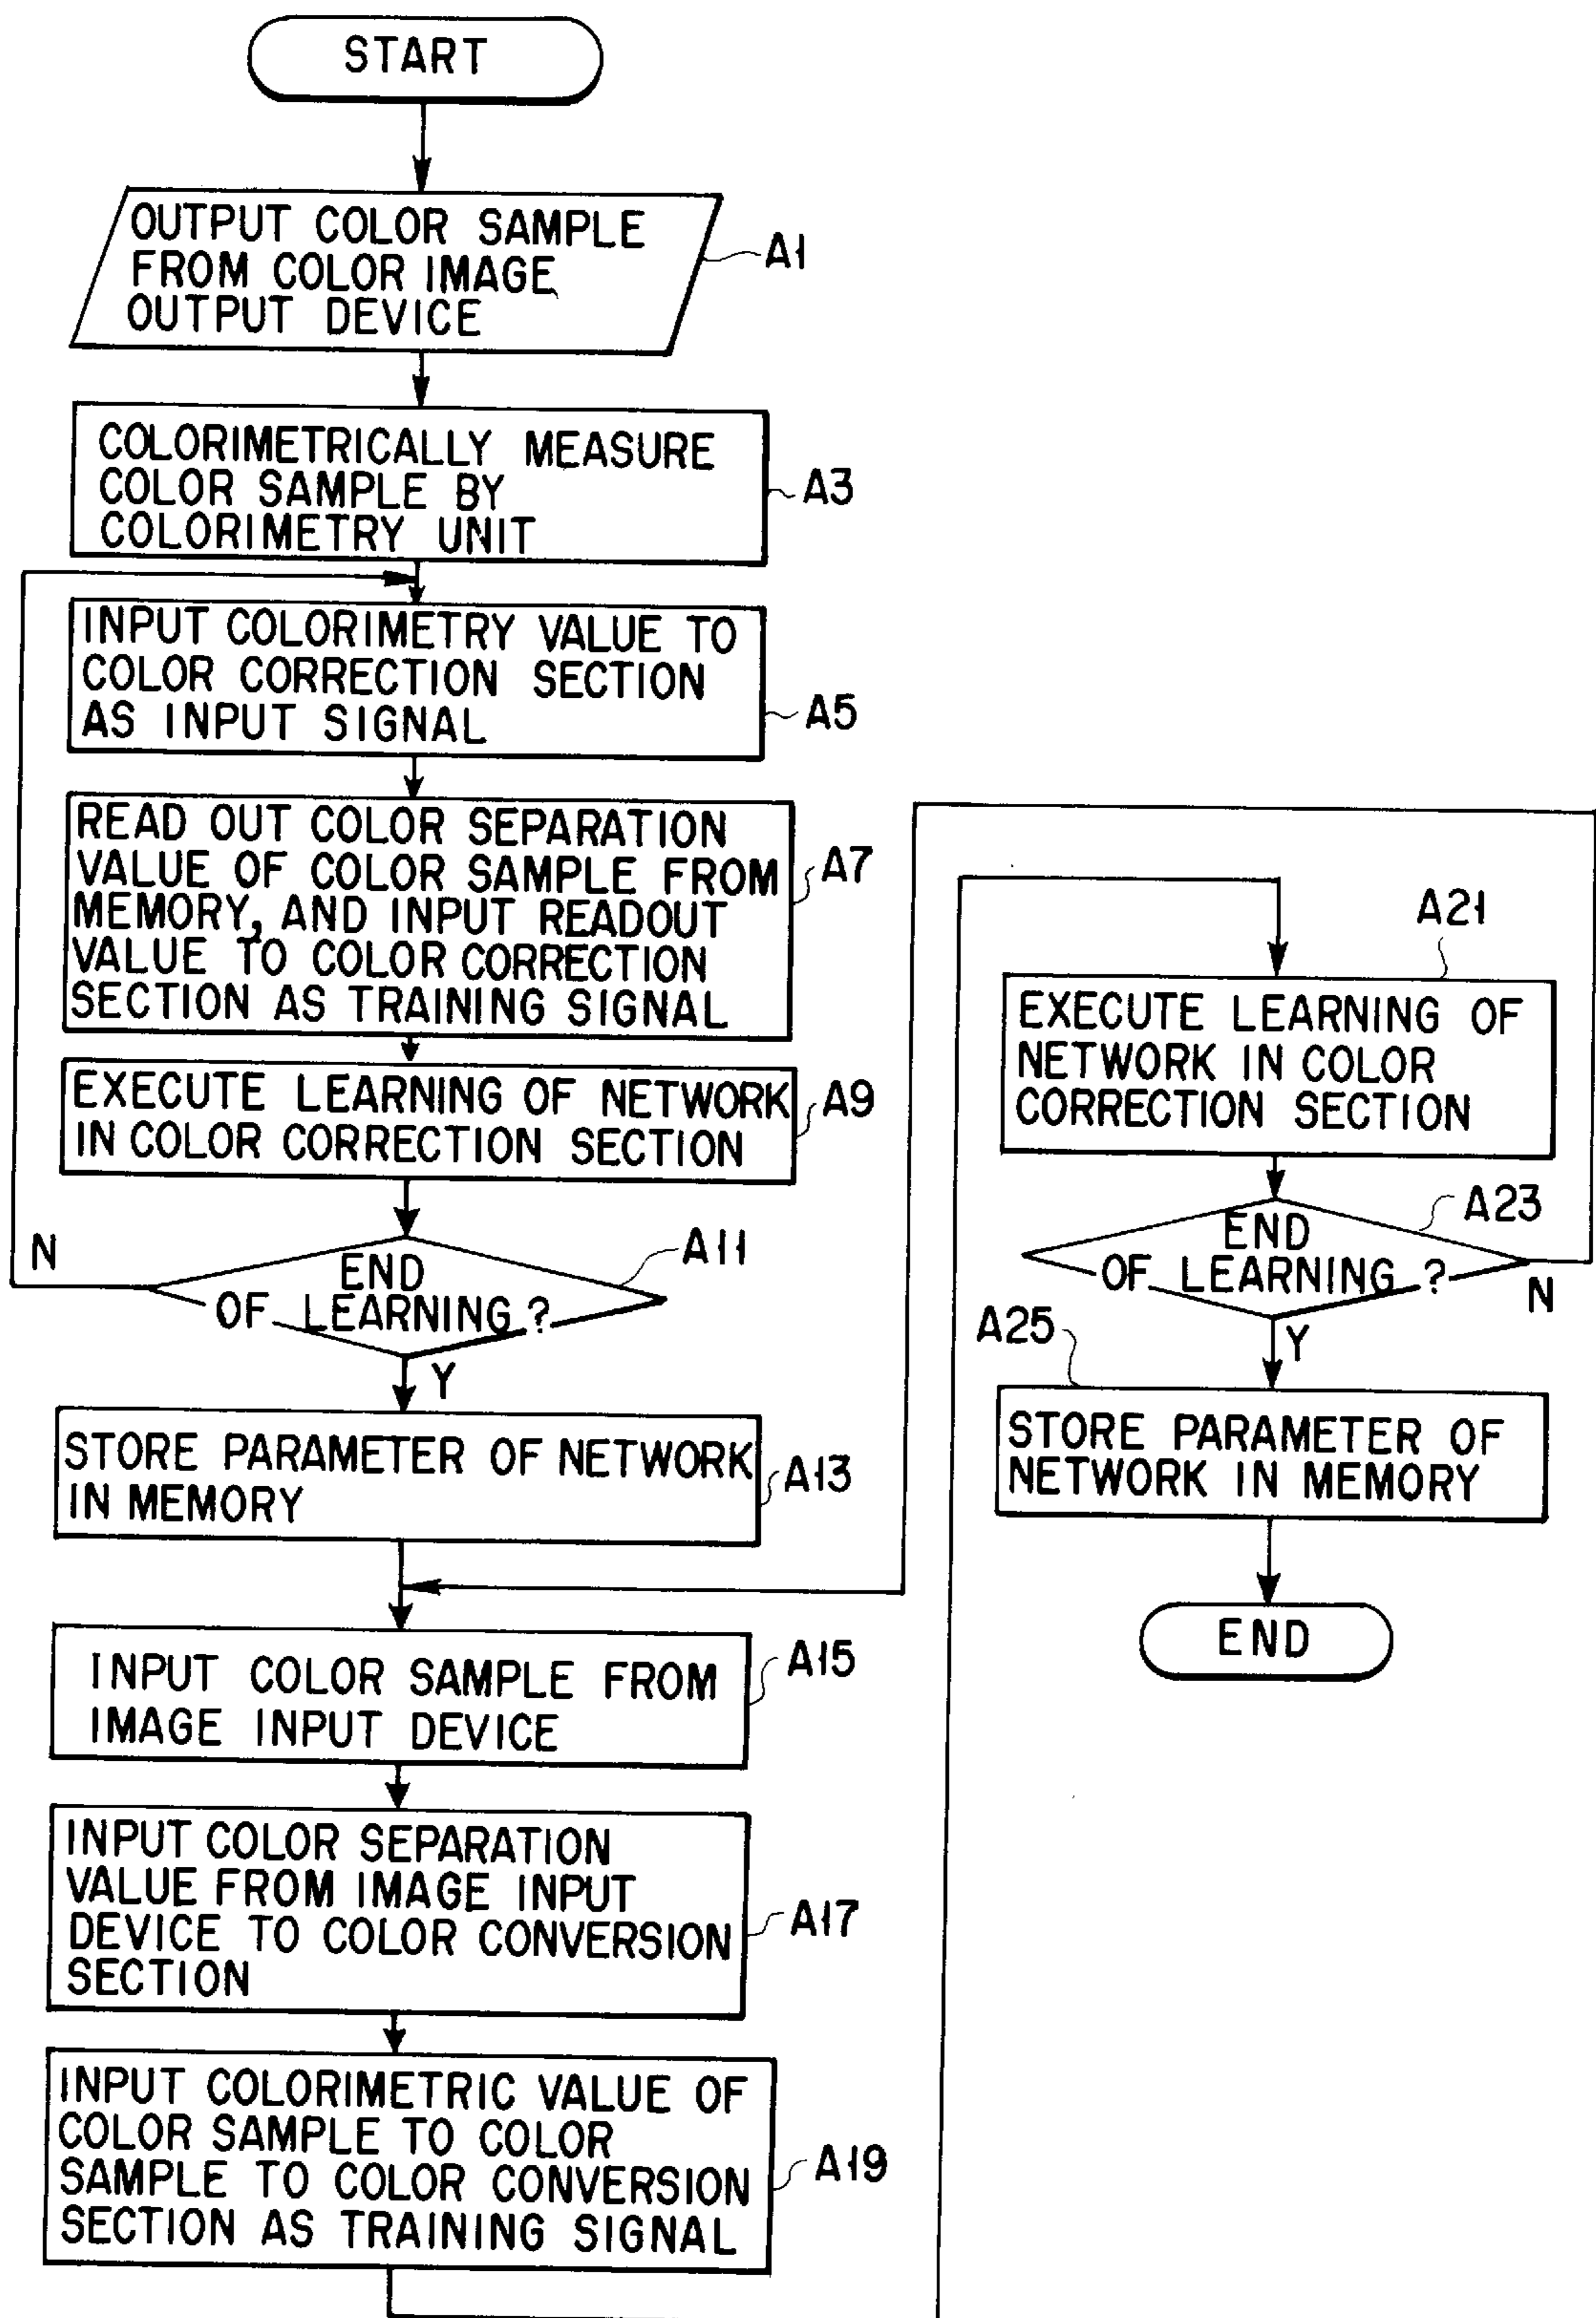 START
OUTPUT COLOR SAMPLE
FROM COLOR IMAGE
OUTPUT DEVICE
A1
COLORIMETRICALLY MEASURE
COLOR SAMPLE BY
COLORIMETRY UNIT
A3
INPUT COLORIMETRY VALUE TO
COLOR CORRECTION SECTION
AS INPUT SIGNAL
A5
READ OUT COLOR SEPARATION
VALUE OF COLOR SAMPLE FROM
MEMORY, AND INPUT READOUT
VALUE TO COLOR CORRECTION
SECTION AS TRAINING SIGNAL
A7
EXECUTE LEARNING OF NETWORK
IN COLOR CORRECTION SECTION
A9
END
OF LEARNING ?
A11
N
Y
STORE PARAMETER OF NETWORK
IN MEMORY
A13
INPUT COLOR SAMPLE FROM
IMAGE INPUT DEVICE
A15
INPUT COLOR SEPARATION
VALUE FROM IMAGE INPUT
DEVICE TO COLOR CONVERSION
SECTION
A17
INPUT COLORIMETRIC VALUE OF
COLOR SAMPLE TO COLOR
SAMPLE TO COLOR CONVERSION
SECTION AS TRAINING SIGNAL
A19
A21
EXECUTE LEARNING OF
NETWORK IN COLOR
CORRECTION SECTION
A23
END
OF LEARNING ?
N
Y
A25
STORE PARAMETER OF
NETWORK IN MEMORY
END